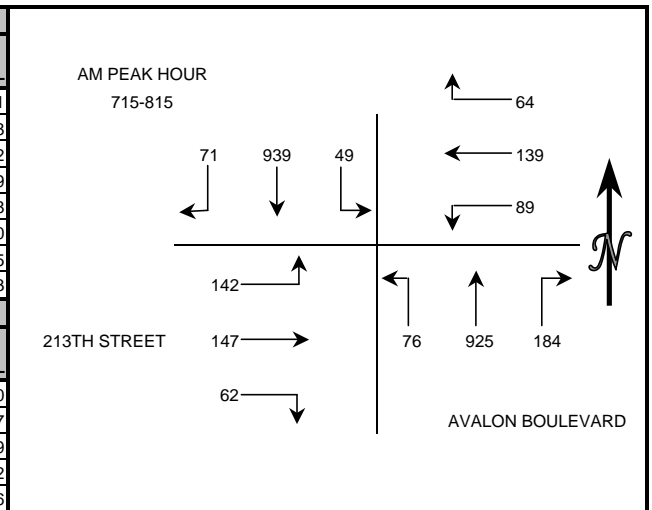 AM PEAK HOUR
715-815
64
71 939 49
139
89
N
142
213TH STREET 147
76 925 184
62
AVALON BOULEVARD